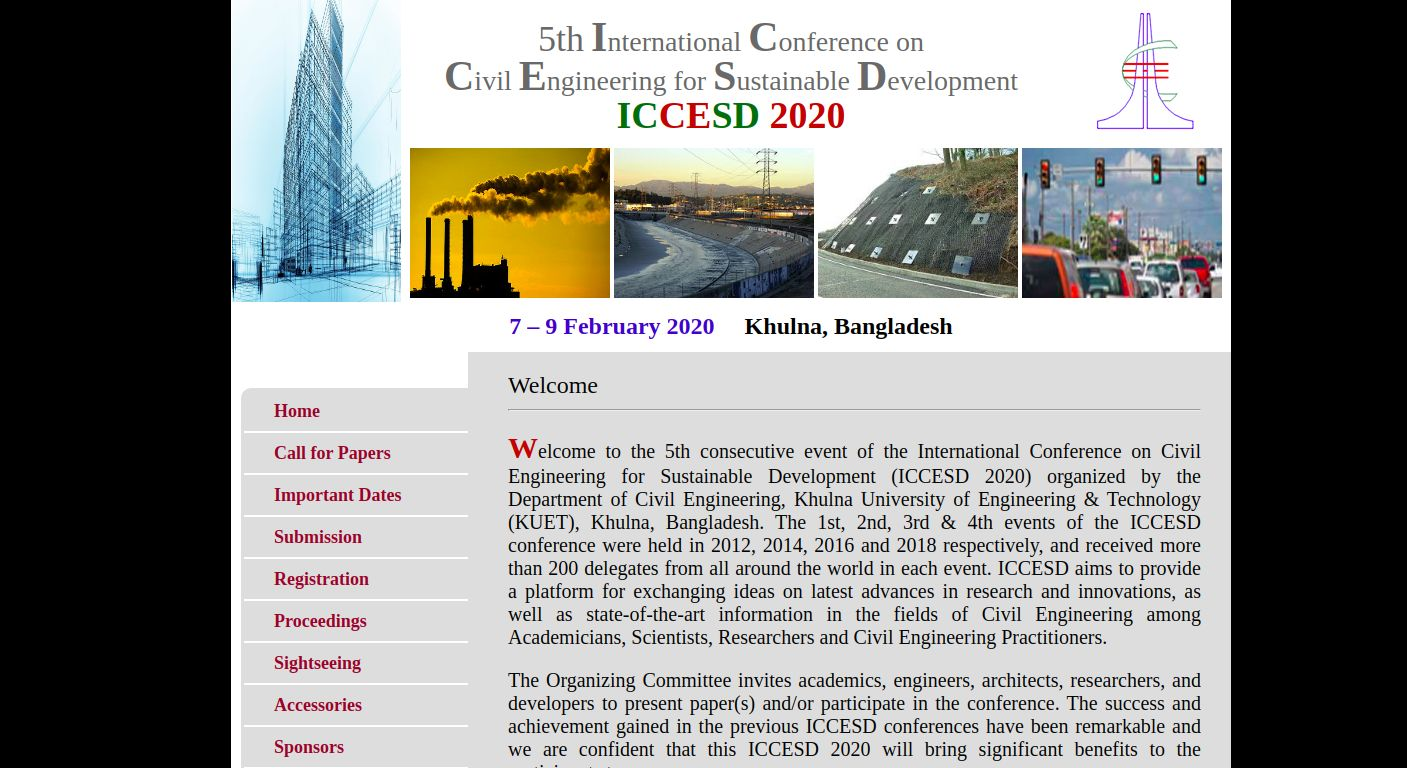 5th International Conference on
Civil Engineering for Sustainable Development
ICCESD 2020
7 – 9 February 2020 Khulna, Bangladesh
Home
Call for Papers
Important Dates
Submission
Registration
Proceedings
Sightseeing
Accessories
Sponsors
Welcome
Welcome to the 5th consecutive event of the International Conference on Civil
Engineering for Sustainable Development (ICCESD 2020) organized by the
Department of Civil Engineering, Khulna University of Engineering & Technology
(KUET), Khulna, Bangladesh. The 1st, 2nd, 3rd & 4th events of the ICCESD
conference were held in 2012, 2014, 2016 and 2018 respectively, and received more
than 200 delegates from all around the world in each event. ICCESD aims to provide
a platform for exchanging ideas on latest advances in research and innovations, as
well as state-of-the-art information in the fields of Civil Engineering among
Academicians, Scientists, Researchers and Civil Engineering Practitioners.
The Organizing Committee invites academics, engineers, architects, researchers, and
developers to present paper(s) and/or participate in the conference. The success and
achievement gained in the previous ICCESD conferences have been remarkable and
we are confident that this ICCESD 2020 will bring significant benefits to the